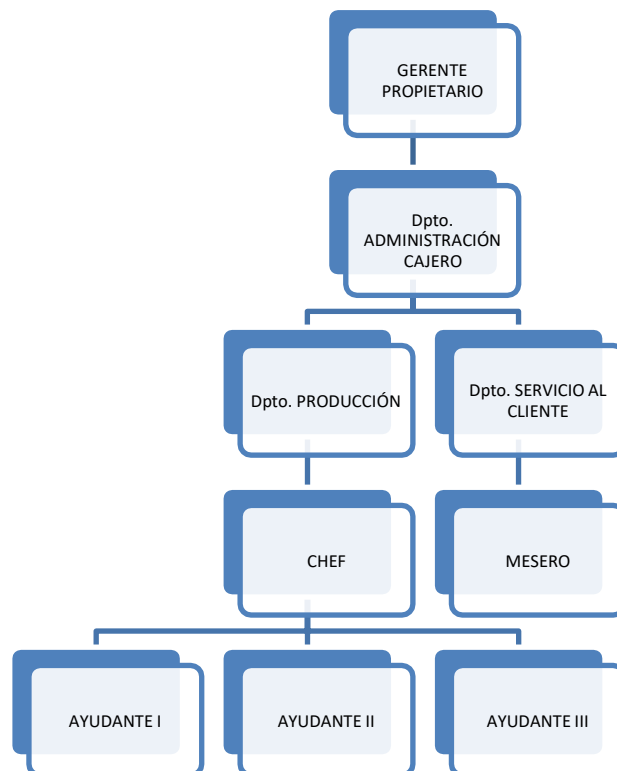 GERENTE
PROPIETARIO
Dpto.
ADMINISTRACIÓN
CAJERO
Dpto. PRODUCCIÓN
Dpto. SERVICIO AL
CLIENTE
CHEF
MESERO
AYUDANTE I
AYUDANTE II
AYUDANTE III